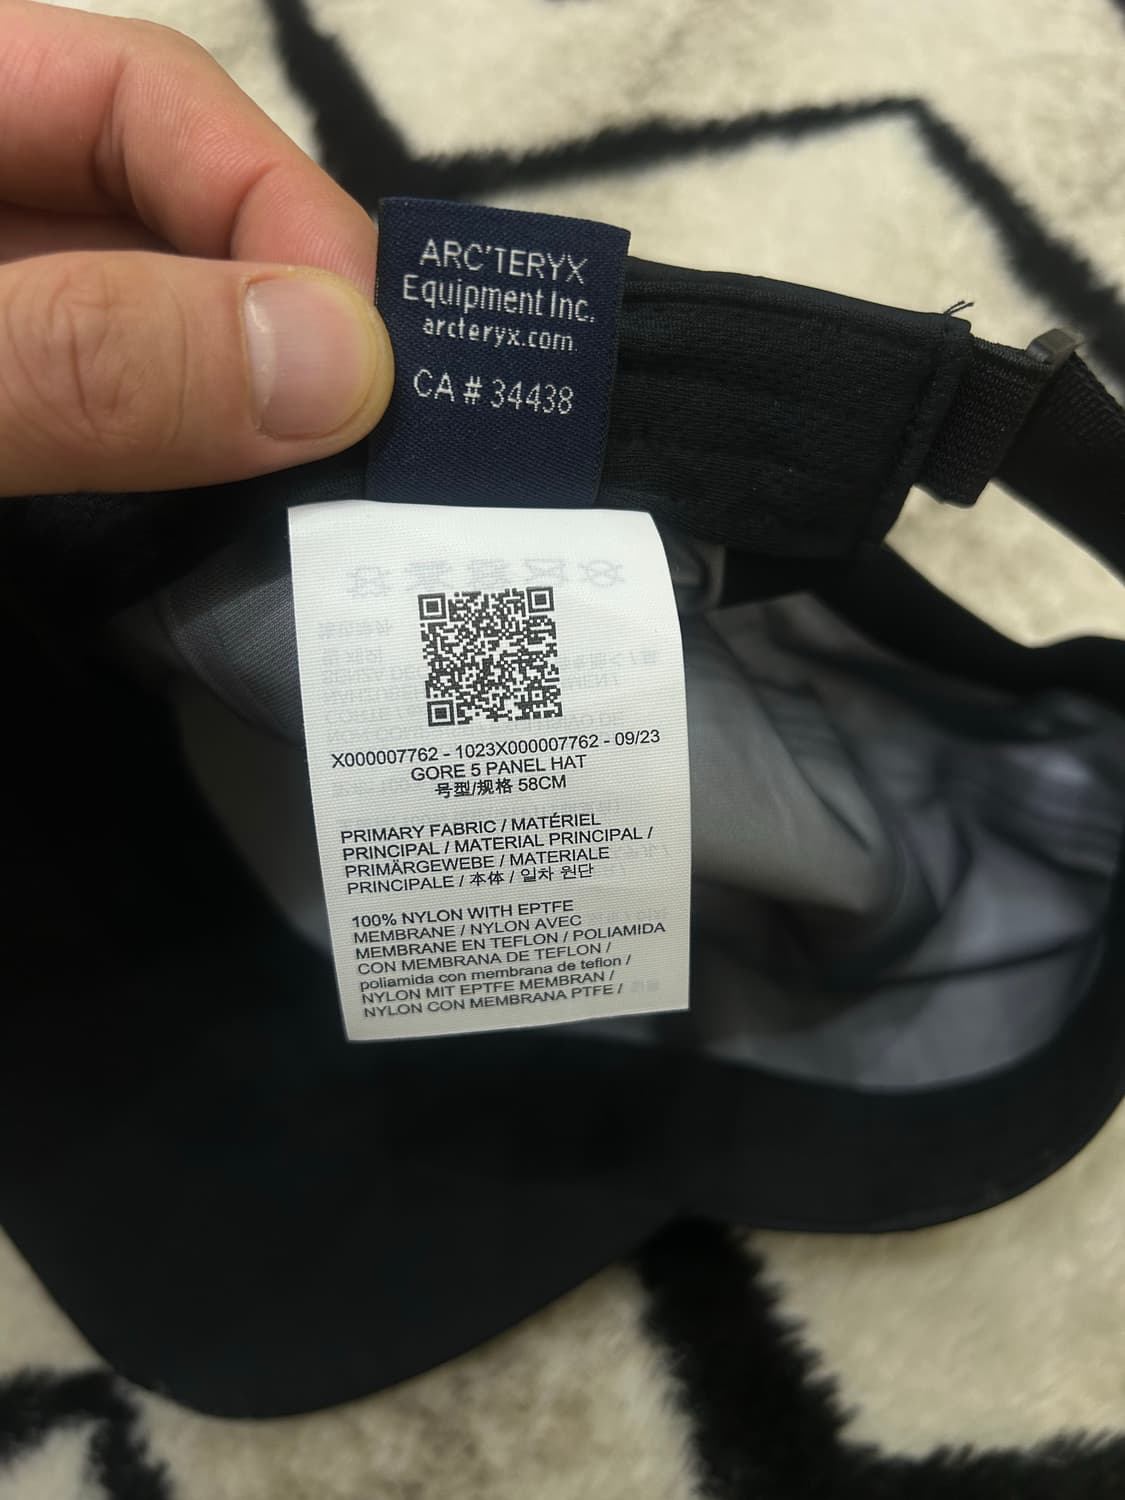 ARC'TERYX
Equipment Inc.
arcteryx.com
CA # 34438
X000007762 - 1023X000007762 - 09/23
GORE 5 PANEL HAT
号型/规格 58CM
PRIMARY FABRIC / MATÉRIEL
PRINCIPAL / MATERIAL PRINCIPAL /
PRIMÄRGEWEBE / MATERIALE
PRINCIPALE / 本体 / 일차 원단
100% NYLON WITH EPTFE
MEMBRANE / NYLON AVEC
MEMBRANE EN TEFLON / POLIAMIDA
CON MEMBRANA DE TEFLON /
poliamida con membrana de teflon /
NYLON MIT EPTFE MEMBRAN /
NYLON CON MEMBRANA PTFE /